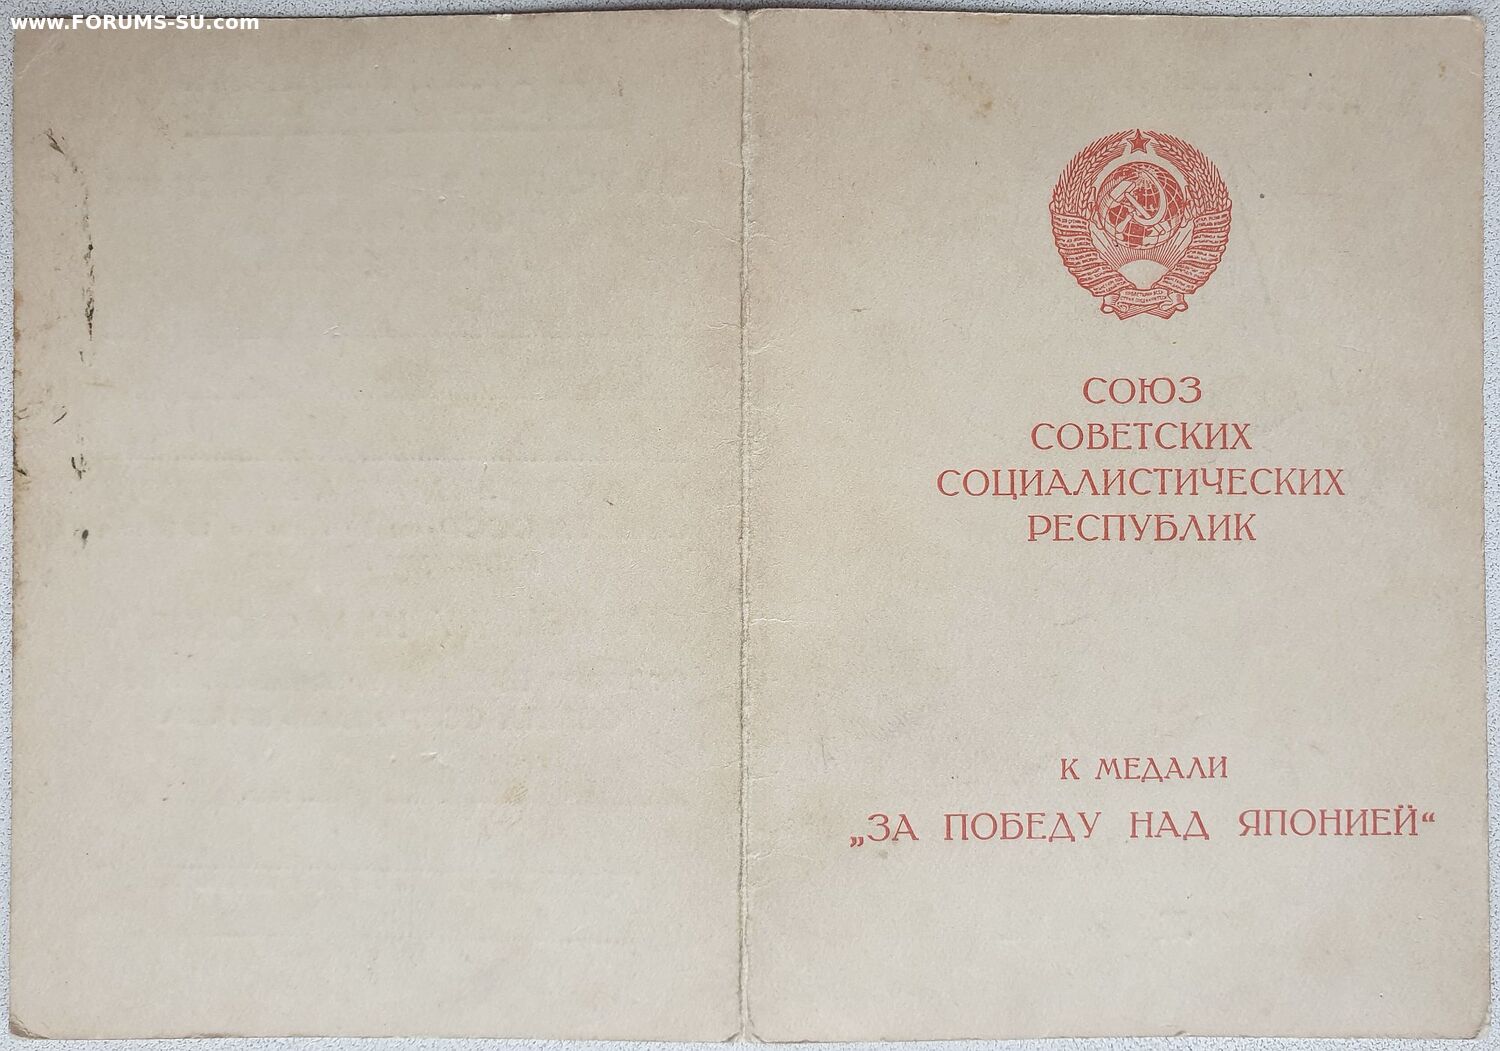 www.FORUMS-SU.com
СОЮЗ
СОВЕТСКИХ
СОЦИАЛИСТИЧЕСКИХ
РЕСПУБЛИК
К МЕДАЛИ
„ЗА ПОБЕДУ НАД ЯПОНИЕЙ“